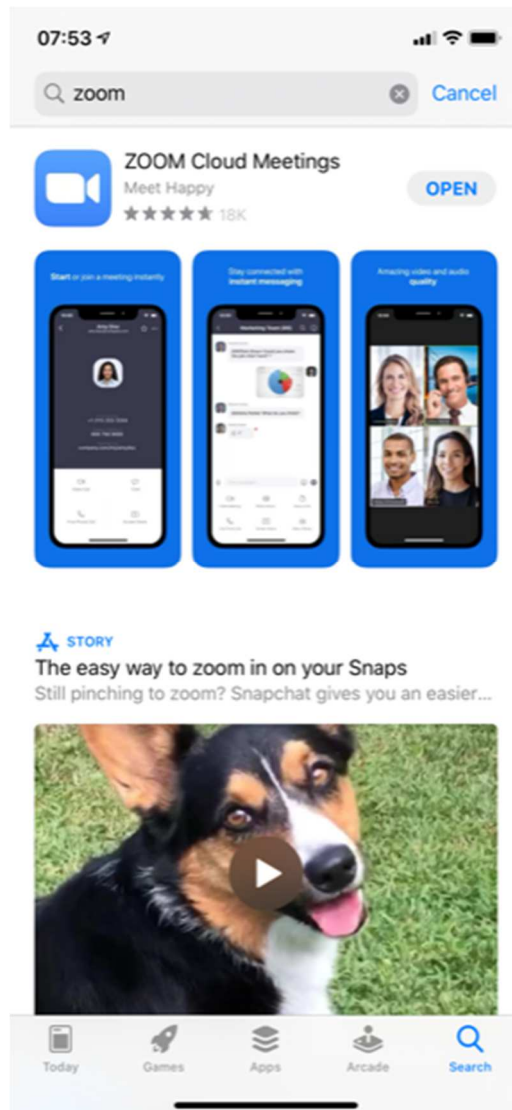 07:53
zoom
Cancel
ZOOM Cloud Meetings
Meet Happy
OPEN
18K
Start or join a meeting instantly
Stay connected with
instant messaging
Amazing video and audio
quality
STORY
The easy way to zoom in on your Snaps
Still pinching to zoom? Snapchat gives you an easier...
Today
Games
Apps
Arcade
Search